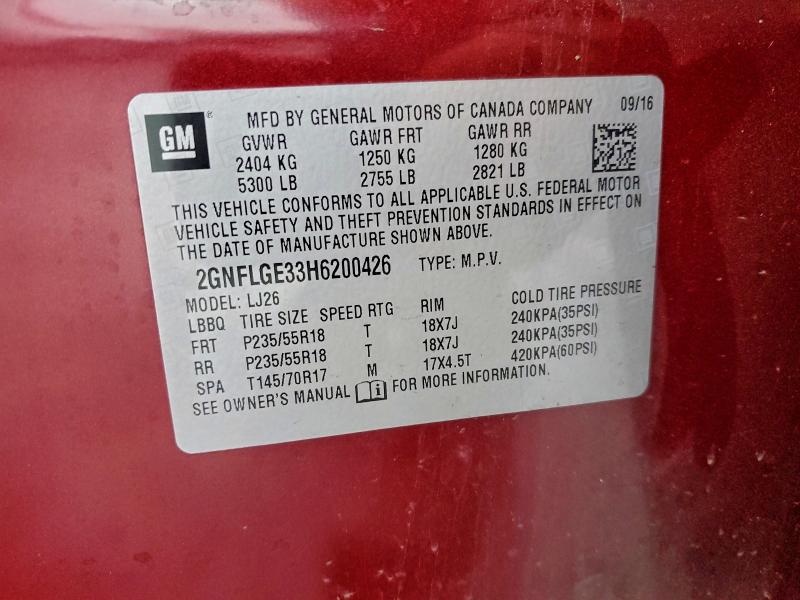 GM® MFD BY GENERAL MOTORS OF CANADA COMPANY 09/16
GVWR GAWR FRT GAWR RR
2404 KG 1250 KG 1280 KG
5300 LB 2755 LB 2821 LB
THIS VEHICLE CONFORMS TO ALL APPLICABLE U.S. FEDERAL MOTOR
VEHICLE SAFETY AND THEFT PREVENTION STANDARDS IN EFFECT ON
THE DATE OF MANUFACTURE SHOWN ABOVE.
2GNFLGE33H6200426 TYPE: M.P.V.
MODEL: LJ26
LBBQ TIRE SIZE SPEED RTG RIM COLD TIRE PRESSURE
FRT P235/55R18 T 18X7J 240KPA(35PSI)
RR P235/55R18 T 18X7J 240KPA(35PSI)
SPA T145/70R17 M 17X4.5T 420KPA(60PSI)
SEE OWNER'S MANUAL FOR MORE INFORMATION.